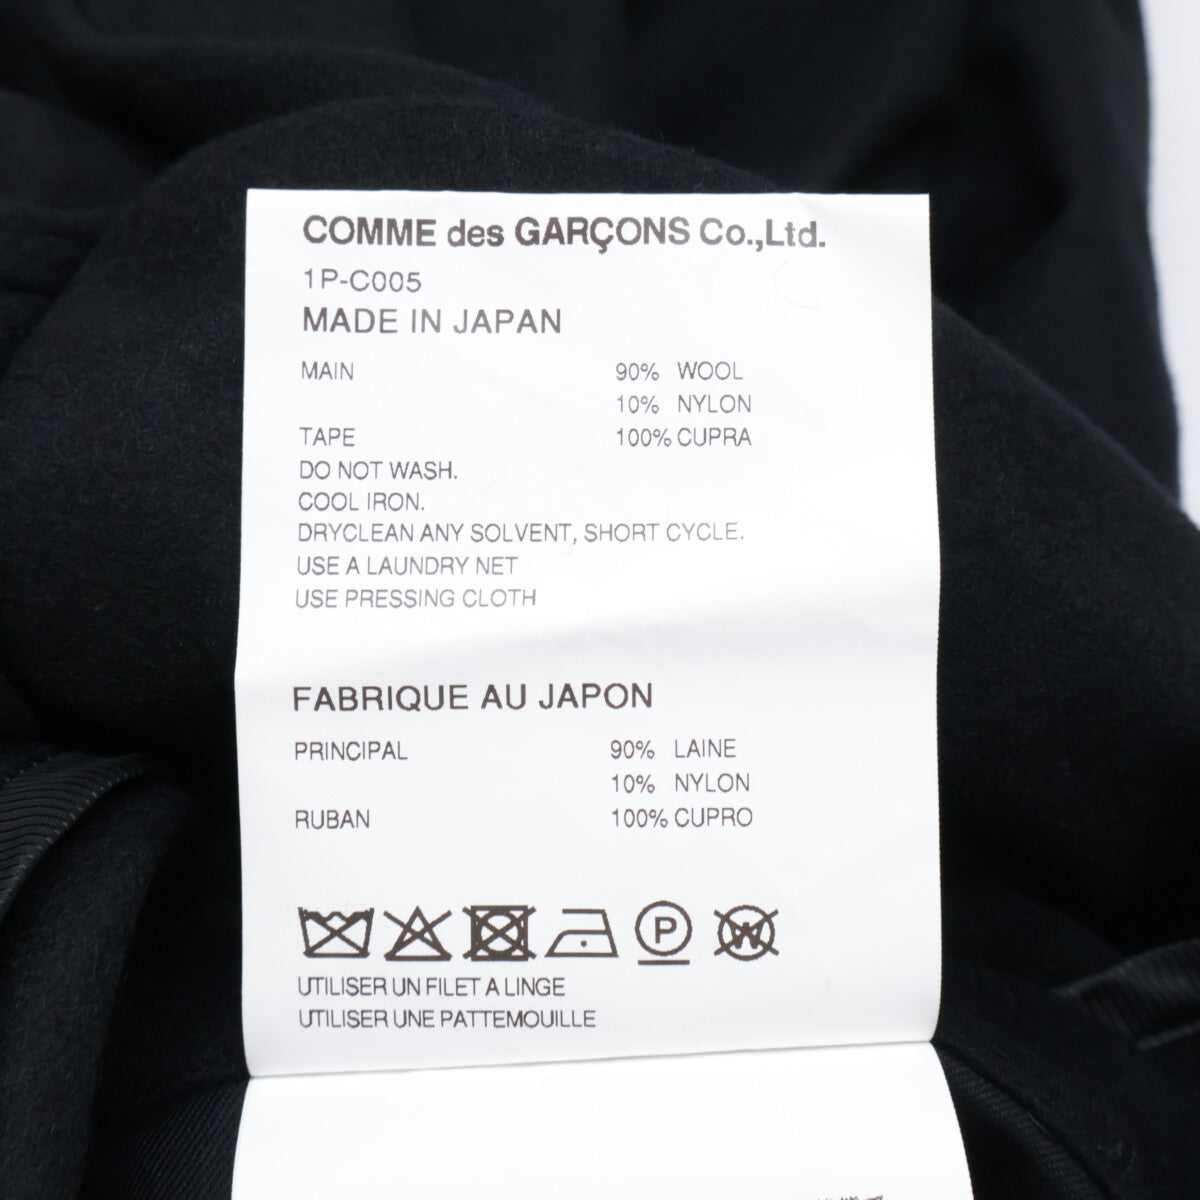 COMME des GARÇONS Co.,Ltd.
1P-C005
MADE IN JAPAN
MAIN 90% WOOL
10% NYLON
TAPE 100% CUPRA
DO NOT WASH.
COOL IRON.
DRYCLEAN ANY SOLVENT, SHORT CYCLE.
USE A LAUNDRY NET
USE PRESSING CLOTH
FABRIQUE AU JAPON
PRINCIPAL 90% LAINE
10% NYLON
RUBAN 100% CUPRO
P W
UTILISER UN FILET A LINGE
UTILISER UNE PATTEMOUILLE